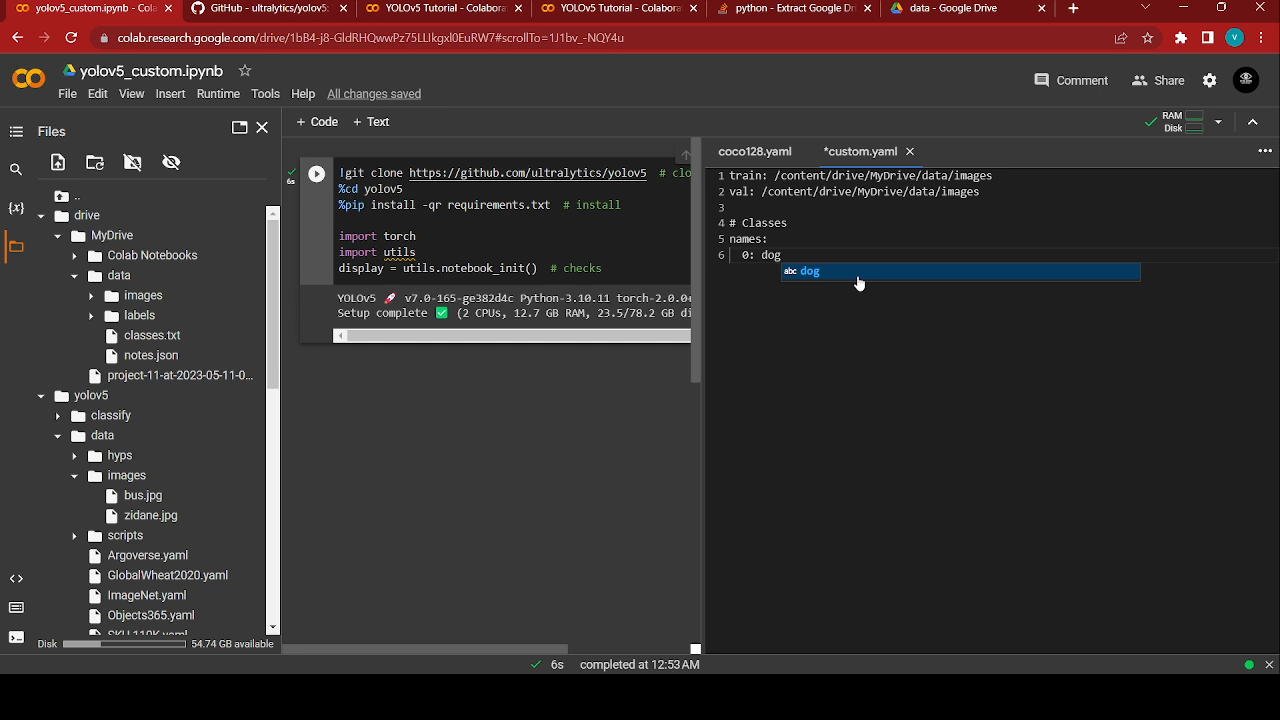 yolov5_custom.ipynb - Cola
GitHub - ultralytics/yolov5:
YOLOv5 Tutorial - Colabora
YOLOv5 Tutorial - Colabora
python - Extract Google Dr
data - Google Drive
colab.research.google.com/drive/1bB4-j8-GldRHQwwPz75LLlkgxl0EuRW7#scrollTo=1J1bv_-NQY4u
V
yolov5_custom.ipynb
Comment
Share
File Edit View Insert Runtime Tools Help All changes saved
Files
+ Code + Text
RAM
Disk
..
drive
MyDrive
Colab Notebooks
data
images
labels
classes.txt
notes.json
project-11-at-2023-05-11-0...
yolov5
classify
data
hyps
images
bus.jpg
zidane.jpg
scripts
Argoverse.yaml
GlobalWheat2020.yaml
ImageNet.yaml
Objects365.yaml
SKU-110K.yaml
Disk 54.74 GB available
6s
!git clone https://github.com/ultralytics/yolov5 # clo
%cd yolov5
%pip install -qr requirements.txt # install
import torch
import utils
display = utils.notebook_init() # checks
YOLOv5 🚀 v7.0-165-ge382d4c Python-3.10.11 torch-2.0.0
Setup complete ✅ (2 CPUs, 12.7 GB RAM, 23.5/78.2 GB di
coco128.yaml
*custom.yaml
1 train: /content/drive/MyDrive/data/images
2 val: /content/drive/MyDrive/data/images
3
4 # Classes
5 names:
6 0: dog
abc dog
6s completed at 12:53 AM